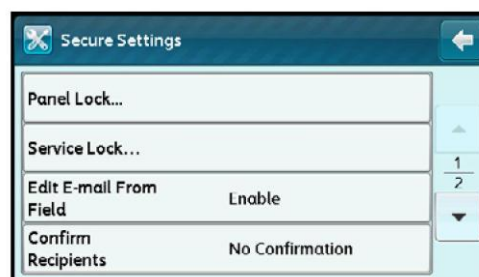 Secure Settings
Panel Lock...
Service Lock...
Edit E-mail From
Field
Enable
Confirm
Recipients
No Confirmation
1
2